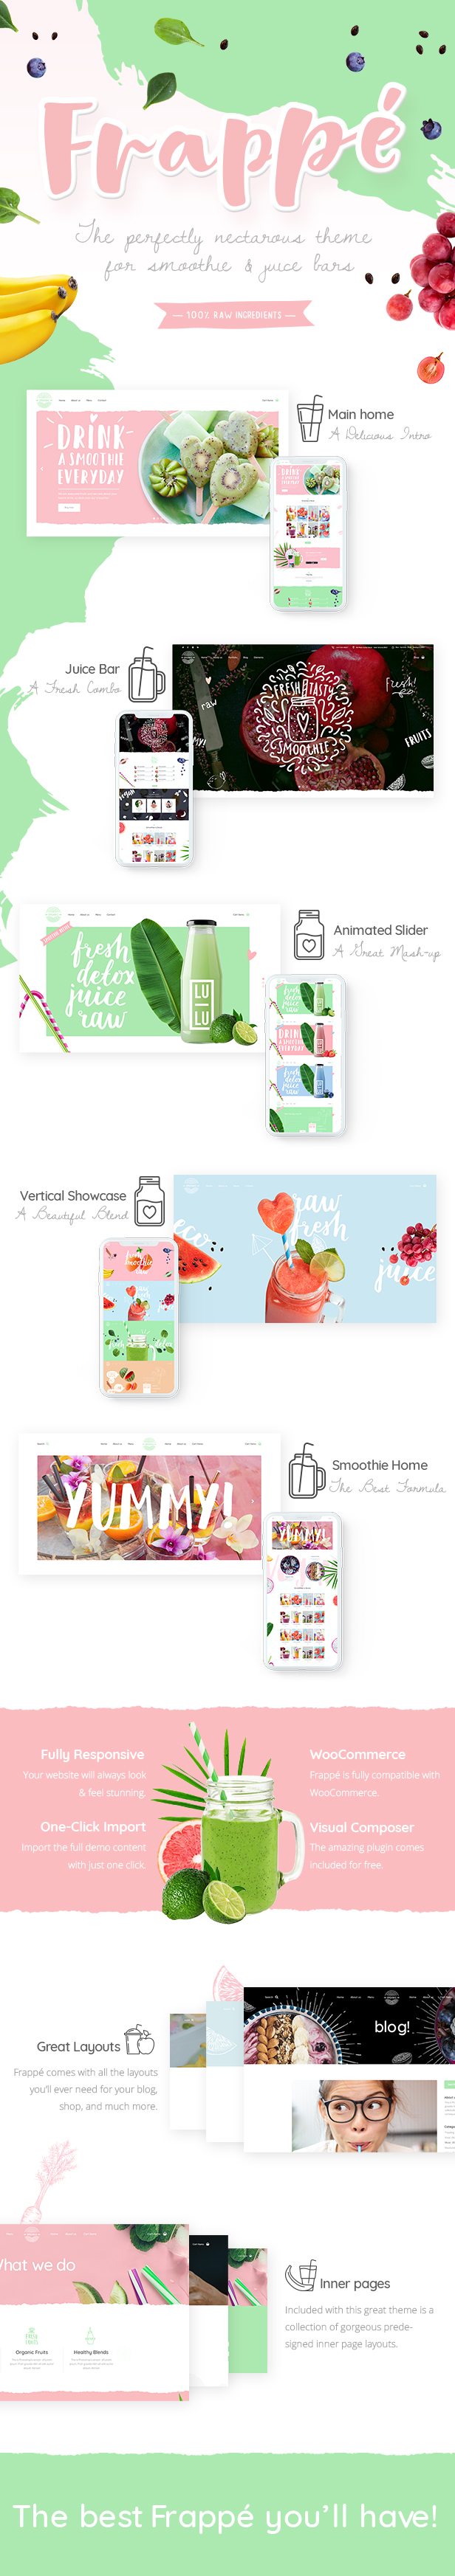 Frappé
The perfectly nectarous theme
for smoothie & juice bars
— 100% RAW INGREDIENTS —
Main home
A Delicious Intro
DRINK
A SMOOTHIE
EVERYDAY
Juice Bar
A Fresh Combo
raw
FRESH TASTY
SMOOTHIE
Fresh!
FRUITS
Animated Slider
A Great Mash-up
fresh
detox
juice
raw
Vertical Showcase
A Beautiful Blend
raw
fresh
juice
Smoothie Home
The Best Formula
YUMMY!
Fully Responsive
Your website will always look
& feel stunning.
WooCommerce
Frappé is fully compatible with
WooCommerce.
One-Click Import
Import the full demo content
with just one click.
Visual Composer
The amazing plugin comes
included for free.
Great Layouts
Frappé comes with all the layouts
you'll ever need for your blog,
shop, and much more.
blog!
What we do
Organic Fruits
Healthy Blends
Inner pages
Included with this great theme is a
collection of gorgeous prede-
signed inner page layouts.
The best Frappé you'll have!